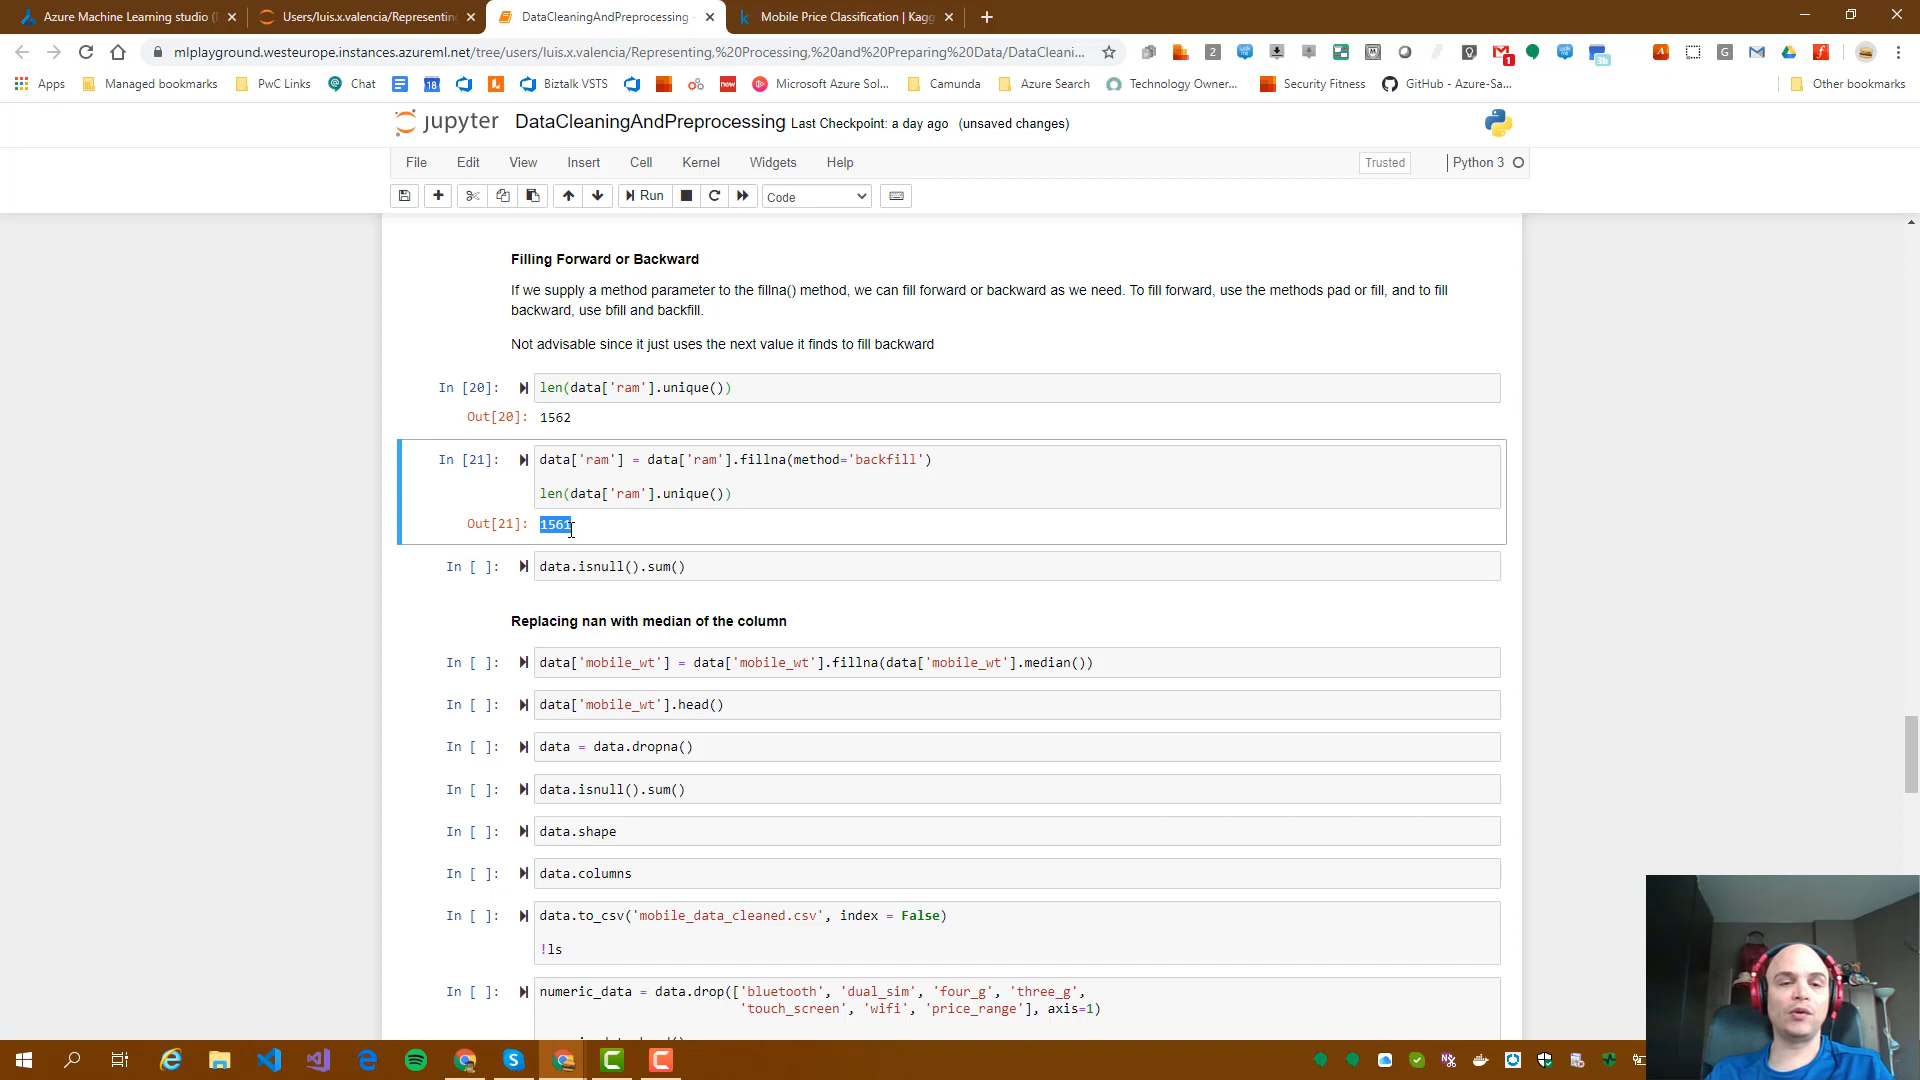 Azure Machine Learning studio (
Users/luis.x.valencia/Representing
DataCleaningAndPreprocessing
Mobile Price Classification | Kagg
mlplayground.westeurope.instances.azureml.net/tree/users/luis.x.valencia/Representing,%20Processing,%20and%20Preparing%20Data/DataCleani...
Apps Managed bookmarks PwC Links Chat Biztalk VSTS Microsoft Azure Sol... Camunda Azure Search Technology Owner... Security Fitness GitHub - Azure-Sa... Other bookmarks
jupyter DataCleaningAndPreprocessing Last Checkpoint: a day ago (unsaved changes)
File Edit View Insert Cell Kernel Widgets Help Trusted Python 3
Run Code
Filling Forward or Backward
If we supply a method parameter to the fillna() method, we can fill forward or backward as we need. To fill forward, use the methods pad or fill, and to fill
backward, use bfill and backfill.
Not advisable since it just uses the next value it finds to fill backward
In [20]: len(data['ram'].unique())
Out[20]: 1562
In [21]: data['ram'] = data['ram'].fillna(method='backfill')
len(data['ram'].unique())
Out[21]: 1561
In [ ]: data.isnull().sum()
Replacing nan with median of the column
In [ ]: data['mobile_wt'] = data['mobile_wt'].fillna(data['mobile_wt'].median())
In [ ]: data['mobile_wt'].head()
In [ ]: data = data.dropna()
In [ ]: data.isnull().sum()
In [ ]: data.shape
In [ ]: data.columns
In [ ]: data.to_csv('mobile_data_cleaned.csv', index = False)
!ls
In [ ]: numeric_data = data.drop(['bluetooth', 'dual_sim', 'four_g', 'three_g',
'touch_screen', 'wifi', 'price_range'], axis=1)